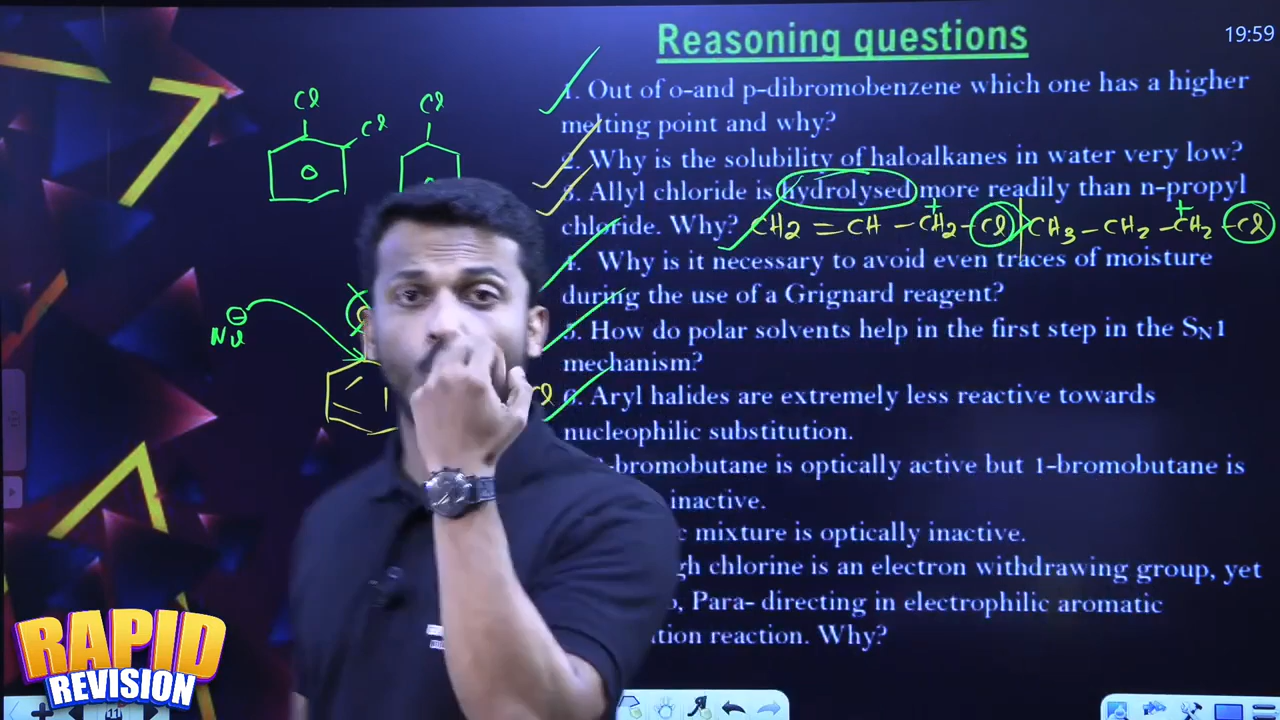 Reasoning questions
19:59
1. Out of o-and p-dibromobenzene which one has a higher
melting point and why?
2. Why is the solubility of haloalkanes in water very low?
3. Allyl chloride is hydrolysed more readily than n-propyl
chloride. Why?
CH2 = CH - CH2 - Cl
CH3 - CH2 - CH2 - Cl
4. Why is it necessary to avoid even traces of moisture
during the use of a Grignard reagent?
5. How do polar solvents help in the first step in the SN1
mechanism?
6. Aryl halides are extremely less reactive towards
nucleophilic substitution.
-bromobutane is optically active but 1-bromobutane is
inactive.
mixture is optically inactive.
chlorine is an electron withdrawing group, yet
Para- directing in electrophilic aromatic
reaction. Why?
Cl
Cl
Cl
RAPID
REVISION
11